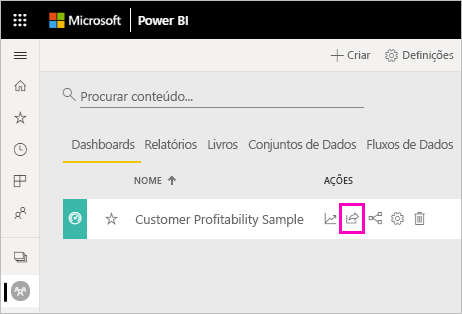 Microsoft Power BI
Criar Definições
Procurar conteúdo...
Dashboards Relatórios Livros Conjuntos de Dados Fluxos de Dados
NOME AÇÕES
Customer Profitability Sample